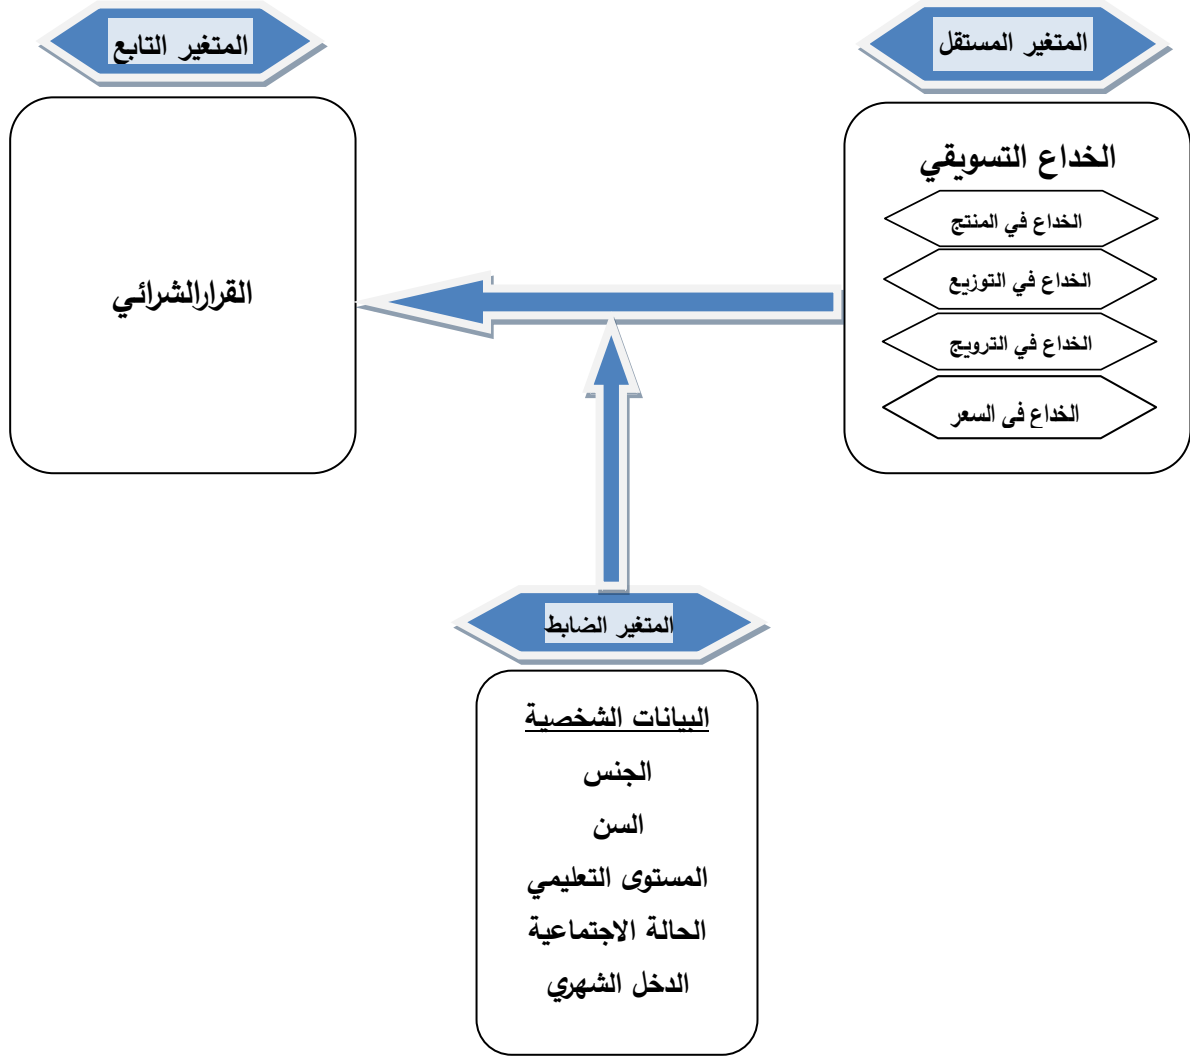 المتغير المستقل
المتغير التابع
الخداع التسويقي
الخداع في المنتج
الخداع في التوزيع
الخداع في الترويج
الخداع في السعر
القرارالشرائي
المتغير الضابط
البيانات الشخصية
الجنس
السن
المستوى التعليمي
الحالة الاجتماعية
الدخل الشهري